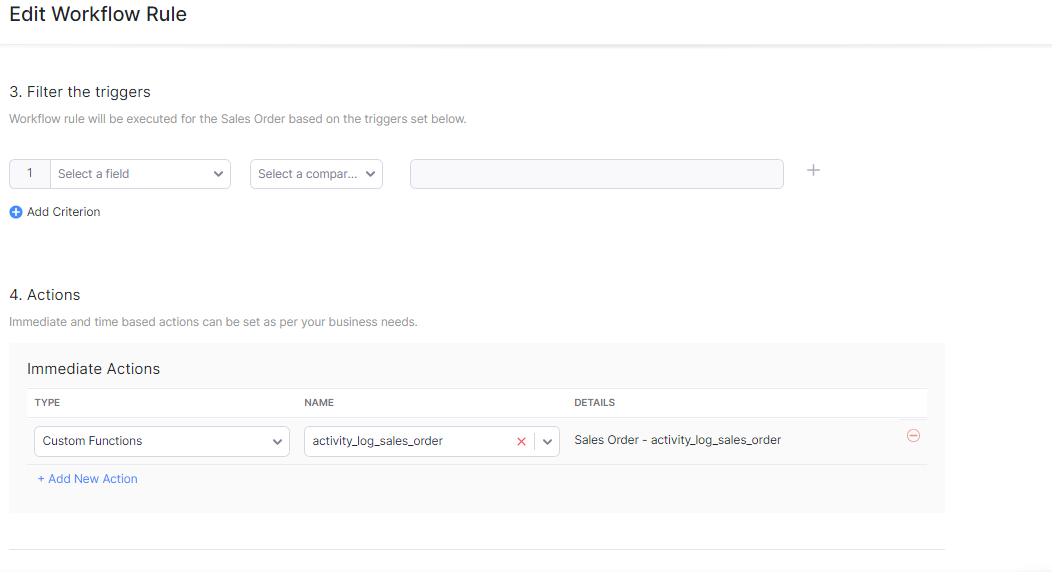 Edit Workflow Rule
3. Filter the triggers
Workflow rule will be executed for the Sales Order based on the triggers set below.
1 Select a field Select a compar...
Add Criterion
4. Actions
Immediate and time based actions can be set as per your business needs.
Immediate Actions
TYPE NAME DETAILS
Custom Functions activity_log_sales_order Sales Order - activity_log_sales_order
+ Add New Action